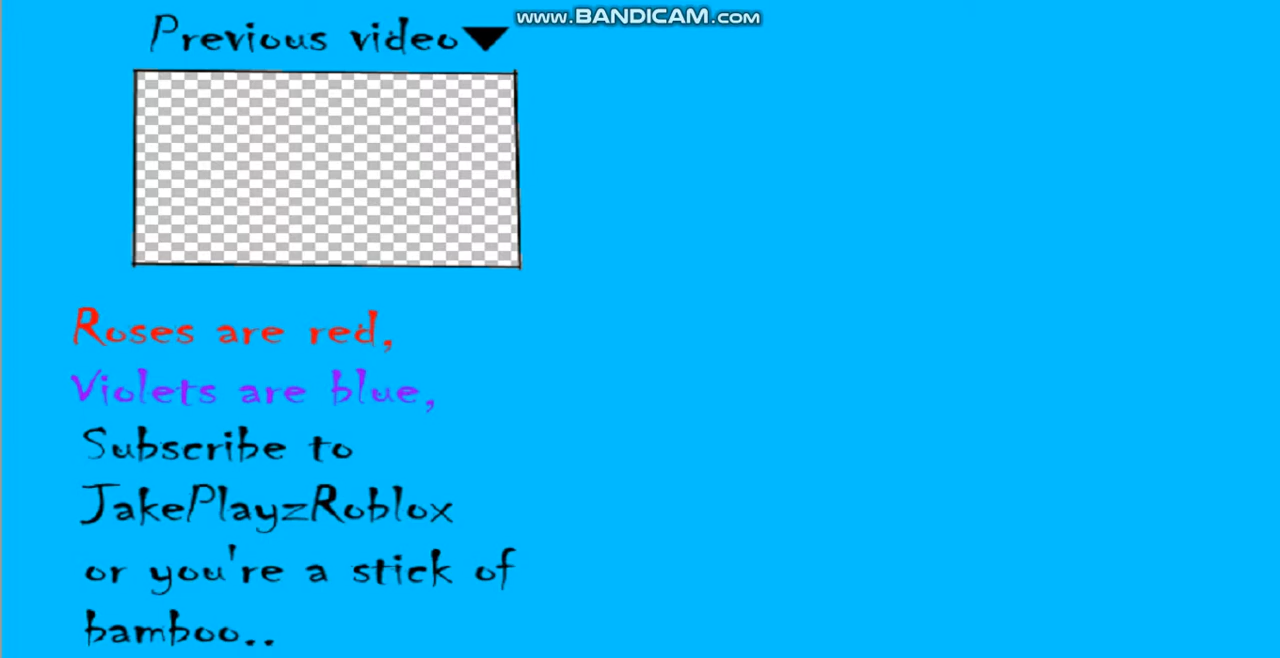 www.BANDICAM.com
Previous video
Roses are red,
Violets are blue,
Subscribe to
JakePlayzRoblox
or you're a stick of
bamboo..